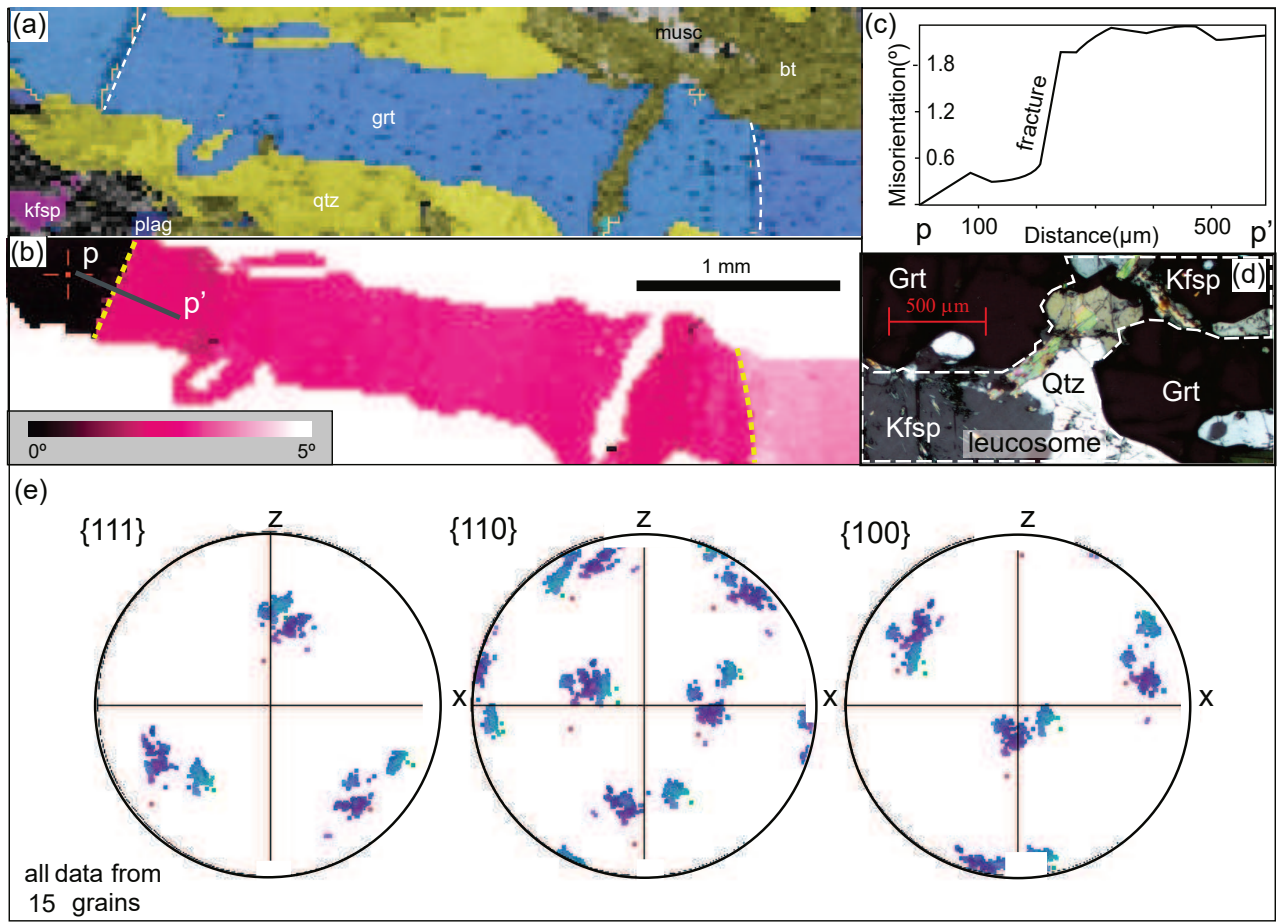 (a)
musc
bt
grt
qtz
kfsp
plag
(b)
p
p'
1 mm
0º
5º
(c)
Misorientation(º)
1.8
1.2
0.6
fracture
p
100
Distance(µm)
500
p'
(d)
Grt
Kfsp
500 µm
Qtz
Grt
Kfsp
leucosome
(e)
{111}
z
{110}
z
{100}
z
x
x
x
all data from
15 grains